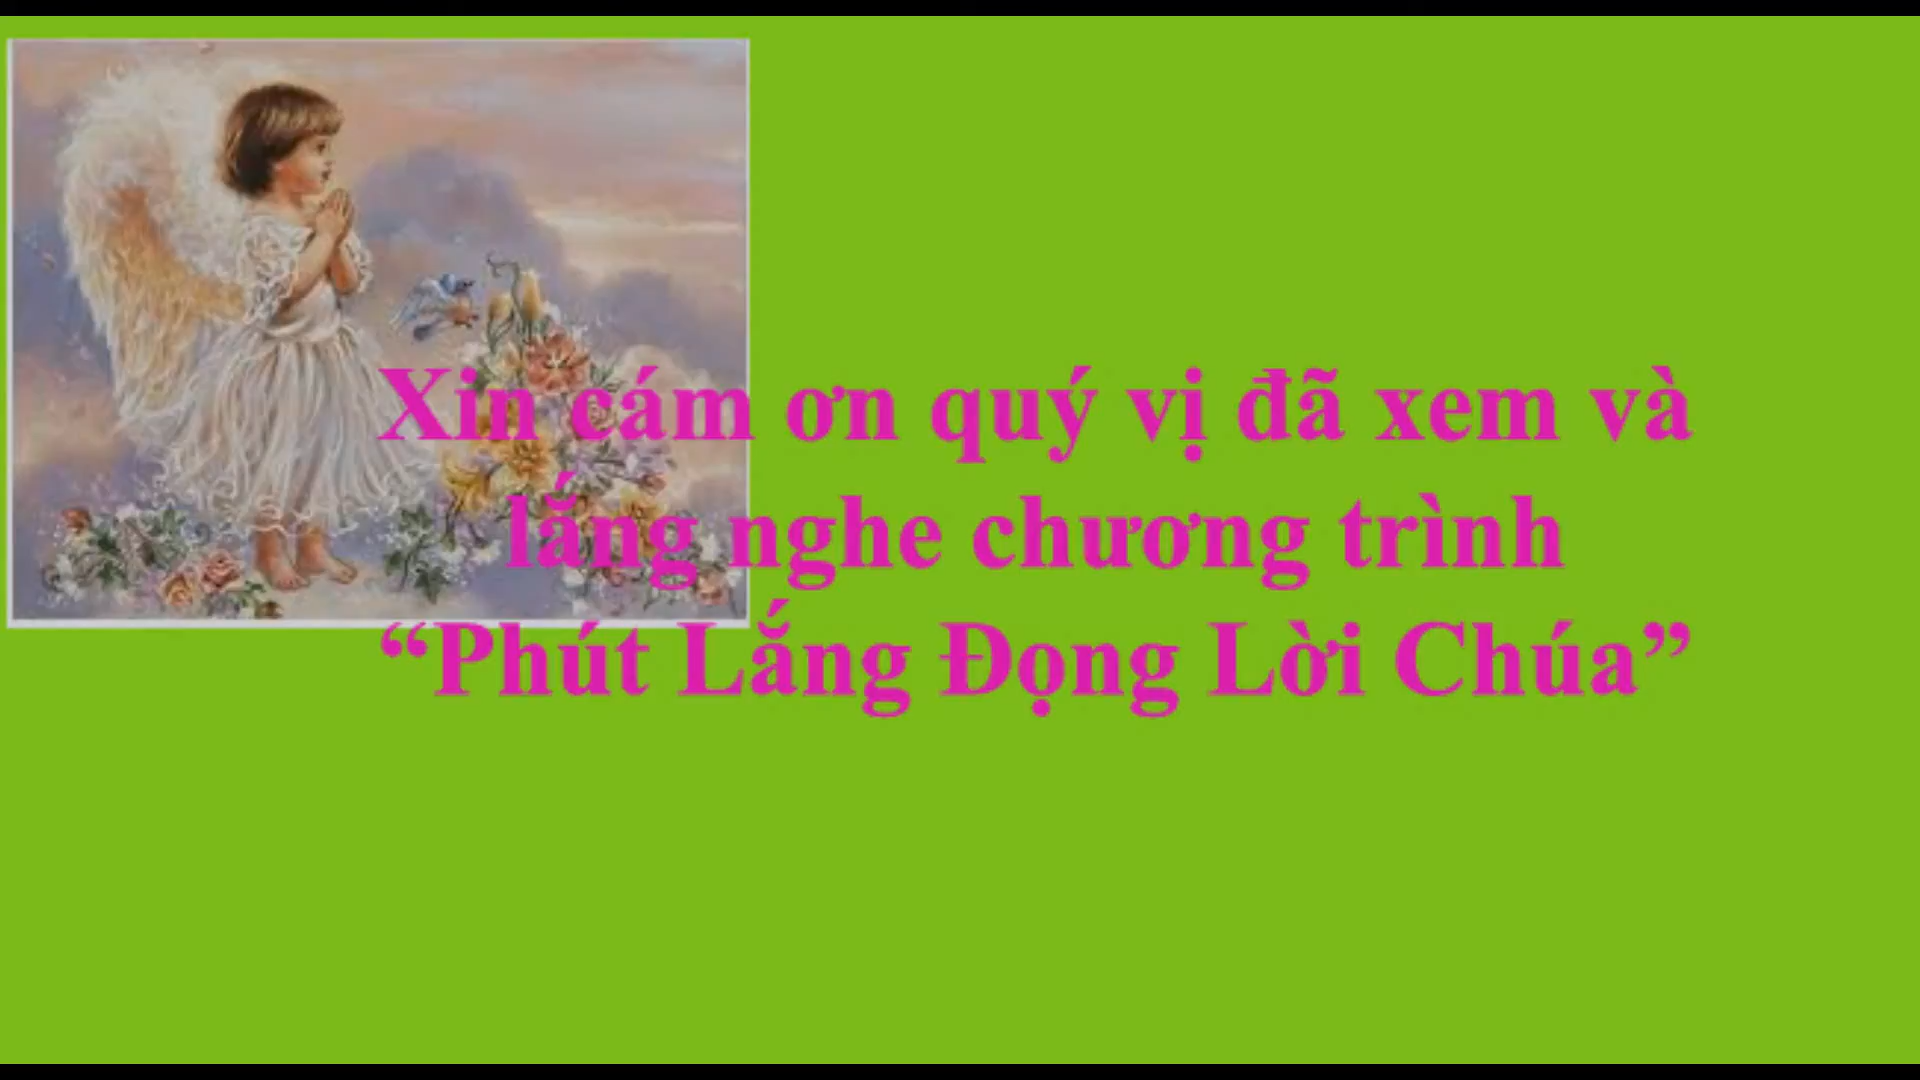 Xin cám ơn quý vị đã xem và
lắng nghe chương trình
“Phút Lắng Đọng Lời Chúa”